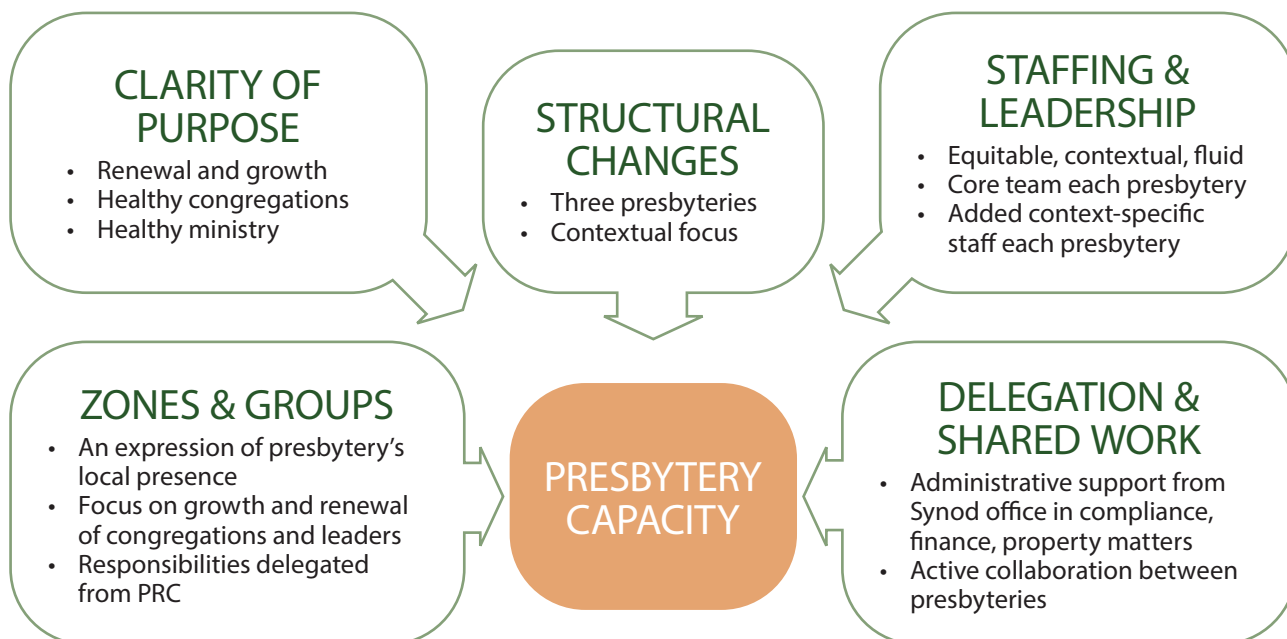 CLARITY OF
PURPOSE
• Renewal and growth
• Healthy congregations
• Healthy ministry
STRUCTURAL
CHANGES
• Three presbyteries
• Contextual focus
STAFFING &
LEADERSHIP
• Equitable, contextual, fluid
• Core team each presbytery
• Added context-specific
staff each presbytery
ZONES & GROUPS
• An expression of presbytery’s
local presence
• Focus on growth and renewal
of congregations and leaders
• Responsibilities delegated
from PRC
PRESBYTERY
CAPACITY
DELEGATION &
SHARED WORK
• Administrative support from
Synod office in compliance,
finance, property matters
• Active collaboration between
presbyteries